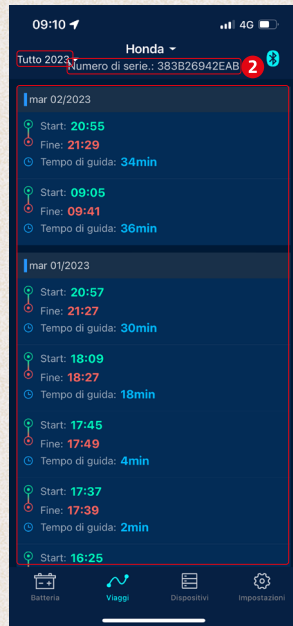 09:10 4G
Honda
Tutto 2023
Numero di serie.: 383B26942EAB
2
mar 02/2023
Start: 20:55
Fine: 21:29
Tempo di guida: 34min
Start: 09:05
Fine: 09:41
Tempo di guida: 36min
mar 01/2023
Start: 20:57
Fine: 21:27
Tempo di guida: 30min
Start: 18:09
Fine: 18:27
Tempo di guida: 18min
Start: 17:45
Fine: 17:49
Tempo di guida: 4min
Start: 17:37
Fine: 17:39
Tempo di guida: 2min
Start: 16:25
Batteria Viaggi Dispositivi Impostazioni